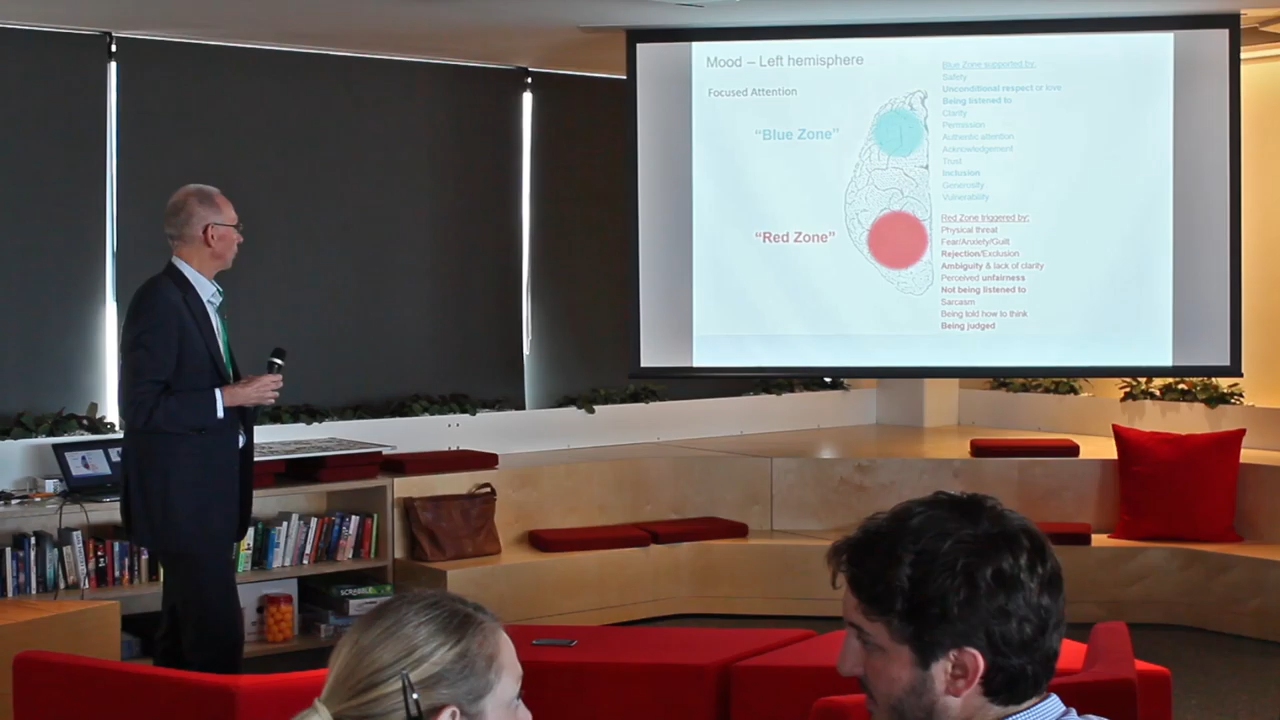 Mood – Left hemisphere
Focused Attention
“Blue Zone”
“Red Zone”
Blue Zone supported by:
Safety
Unconditional respect or love
Being listened to
Clarity
Permission
Authentic attention
Acknowledgement
Trust
Inclusion
Generosity
Vulnerability
Red Zone triggered by:
Physical threat
Fear/Anxiety/Guilt
Rejection/Exclusion
Ambiguity & lack of clarity
Perceived unfairness
Not being listened to
Sarcasm
Being told how to think
Being judged
SCRABBLE